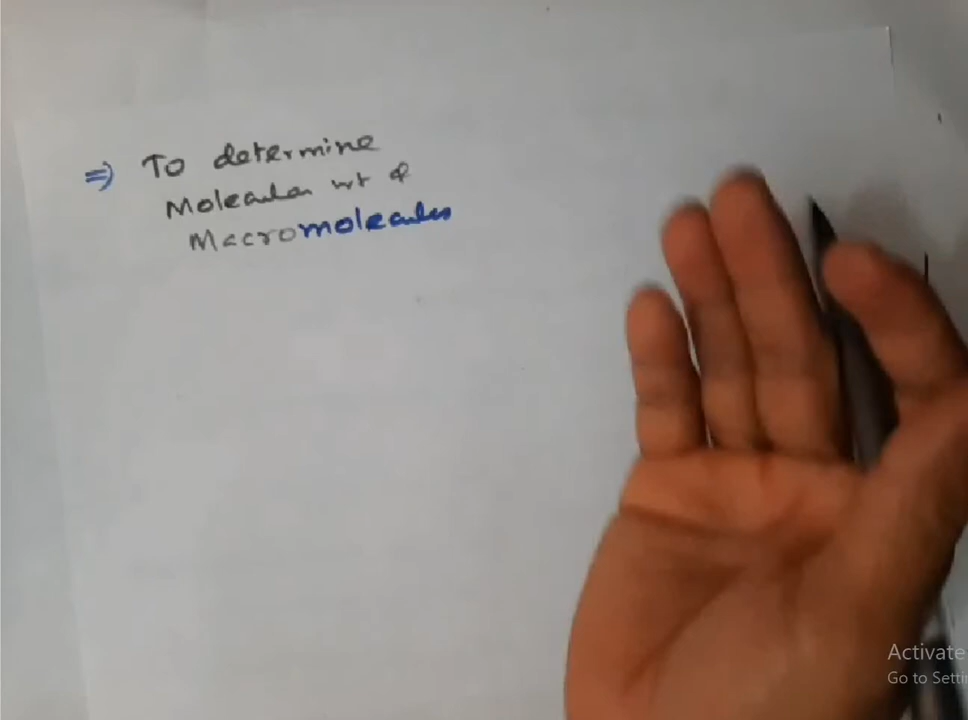 ⇒ To determine
Molecular wt of
Macromolecules
Activate
Go to Setti